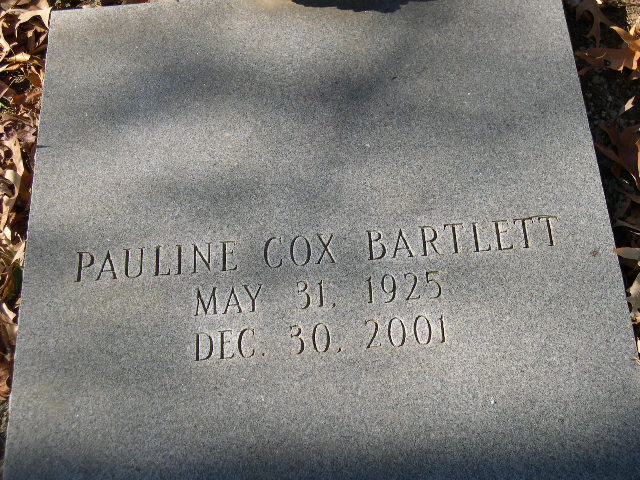 PAULINE COX BARTLETT
MAY 31, 1925
DEC. 30, 2001